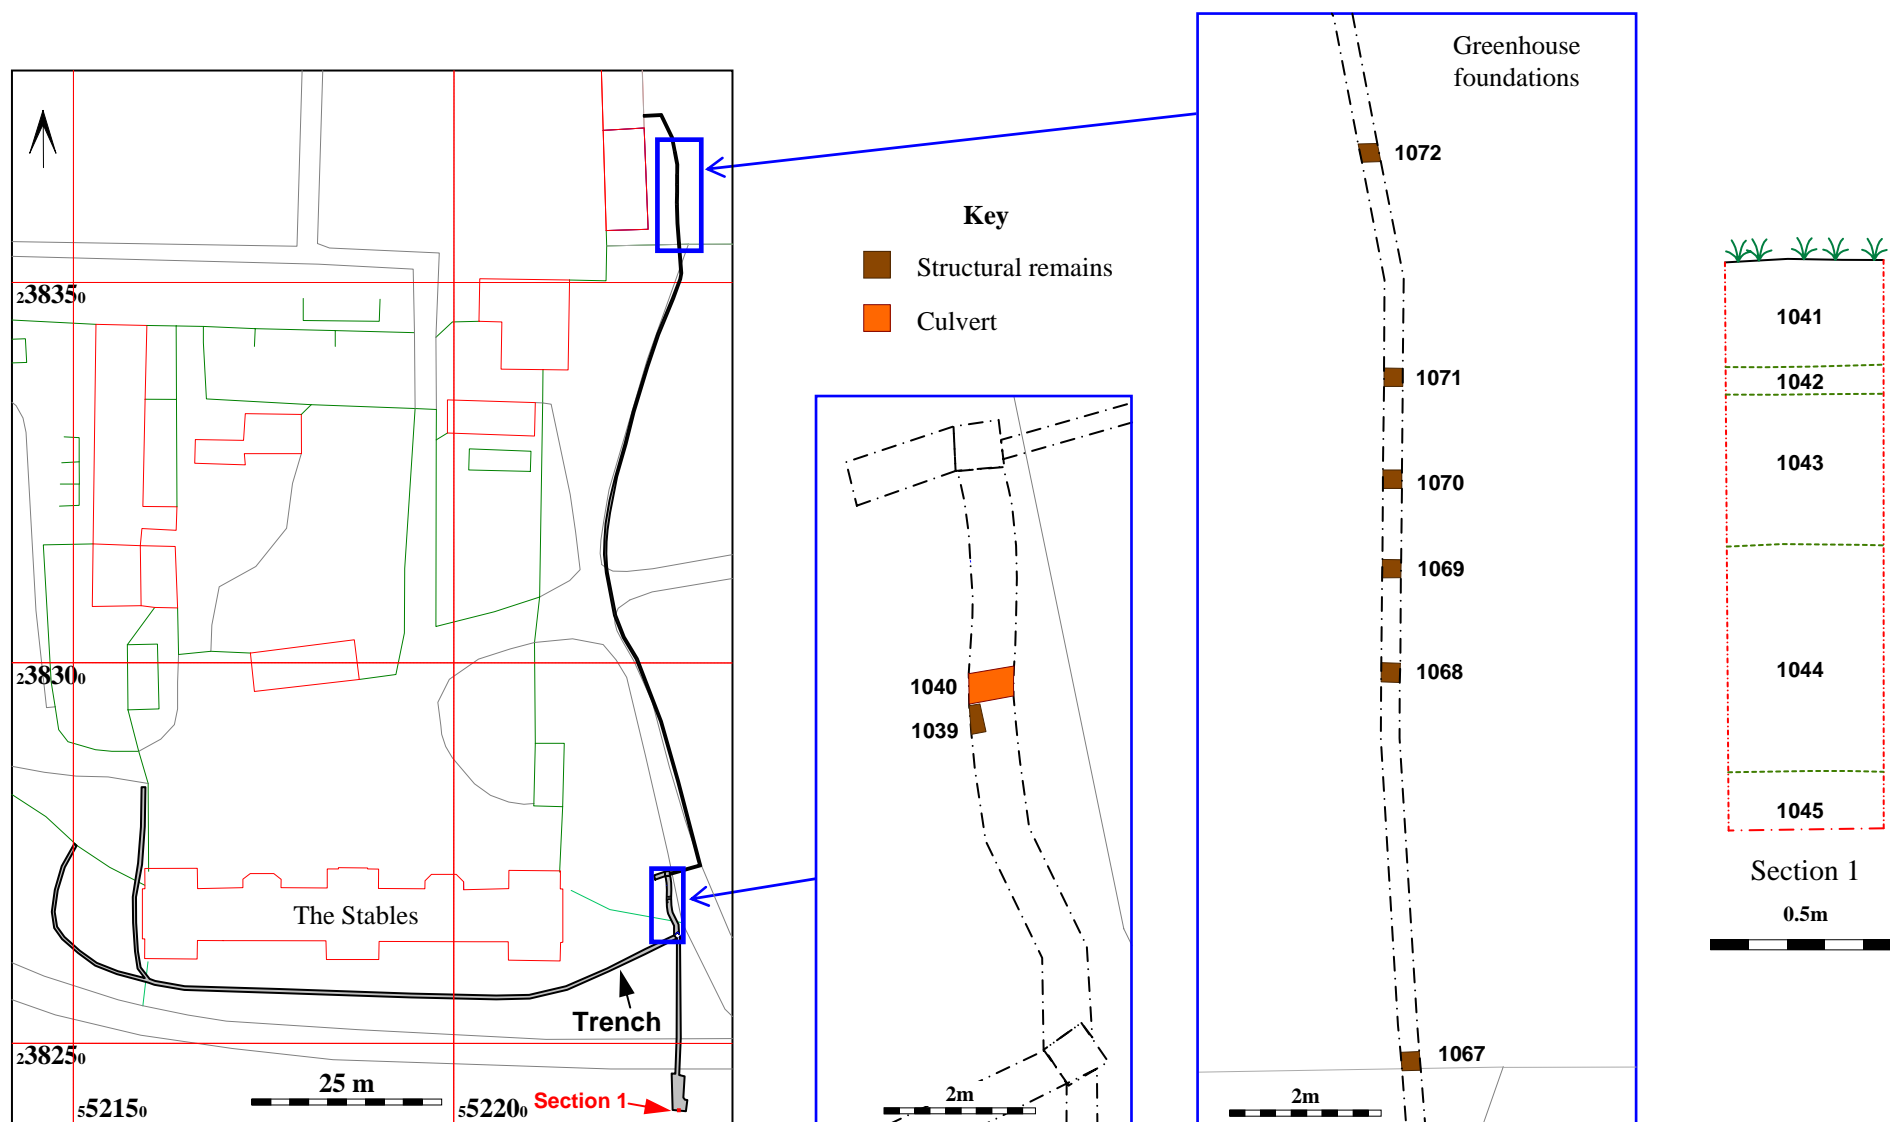 238350
238300
238250
552150
552200
25 m
The Stables
Trench
Section 1
Key
Structural remains
Culvert
1040
1039
2m
Greenhouse
foundations
1072
1071
1070
1069
1068
1067
2m
1041
1042
1043
1044
1045
Section 1
0.5m